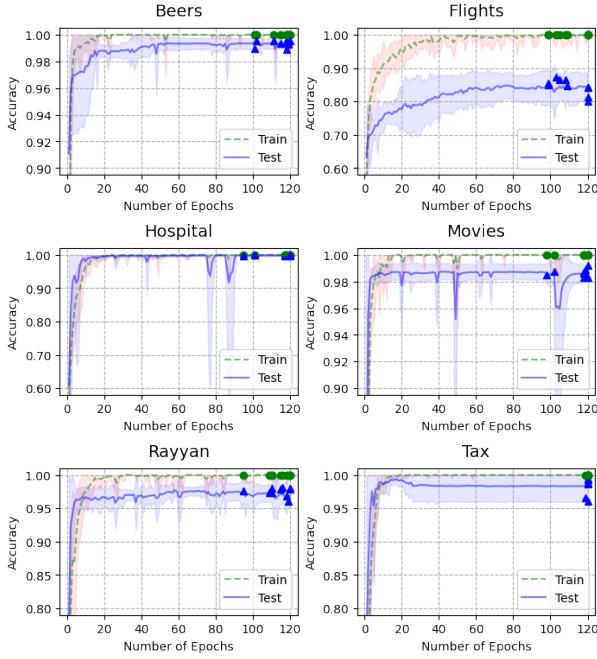 Beers
1.00
0.98
0.96
0.94
0.92
0.90
Accuracy
0 20 40 60 80 100 120
Number of Epochs
Train
Test
Flights
1.00
0.90
0.80
0.70
0.60
Accuracy
0 20 40 60 80 100 120
Number of Epochs
Train
Test
Hospital
1.00
0.90
0.80
0.70
0.60
Accuracy
0 20 40 60 80 100 120
Number of Epochs
Train
Test
Movies
1.00
0.98
0.96
0.94
0.92
0.90
Accuracy
0 20 40 60 80 100 120
Number of Epochs
Train
Test
Rayyan
1.00
0.95
0.90
0.85
0.80
Accuracy
0 20 40 60 80 100 120
Number of Epochs
Train
Test
Tax
1.00
0.95
0.90
0.85
0.80
Accuracy
0 20 40 60 80 100 120
Number of Epochs
Train
Test